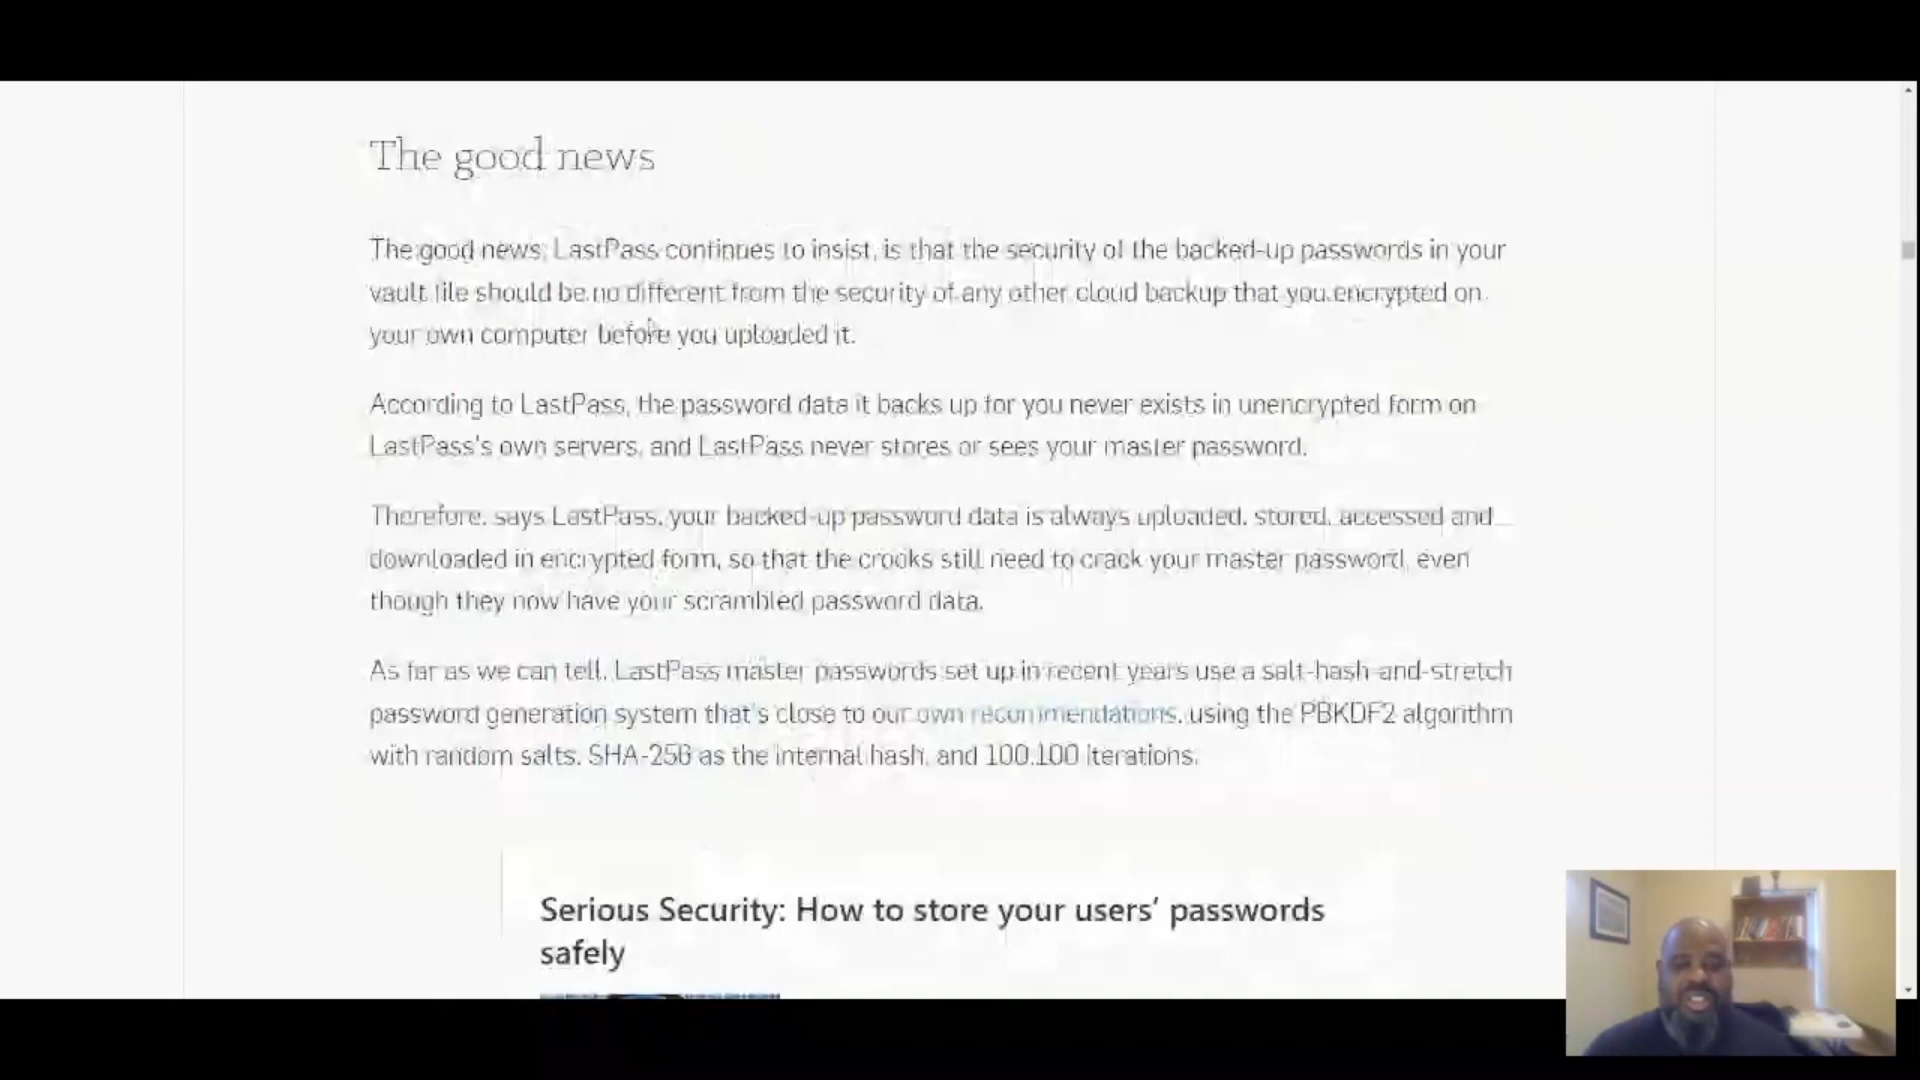 The good news
The good news, LastPass continues to insist, is that the security of the backed-up passwords in your
vault file should be no different from the security of any other cloud backup that you encrypted on
your own computer before you uploaded it.
According to LastPass, the password data it backs up for you never exists in unencrypted form on
LastPass's own servers, and LastPass never stores or sees your master password.
Therefore, says LastPass, your backed-up password data is always uploaded, stored, accessed and
downloaded in encrypted form, so that the crooks still need to crack your master password, even
though they now have your scrambled password data.
As far as we can tell, LastPass master passwords set up in recent years use a salt-hash-and-stretch
password generation system that's close to our own recommendations, using the PBKDF2 algorithm
with random salts, SHA-256 as the internal hash, and 100,100 iterations.
Serious Security: How to store your users' passwords
safely